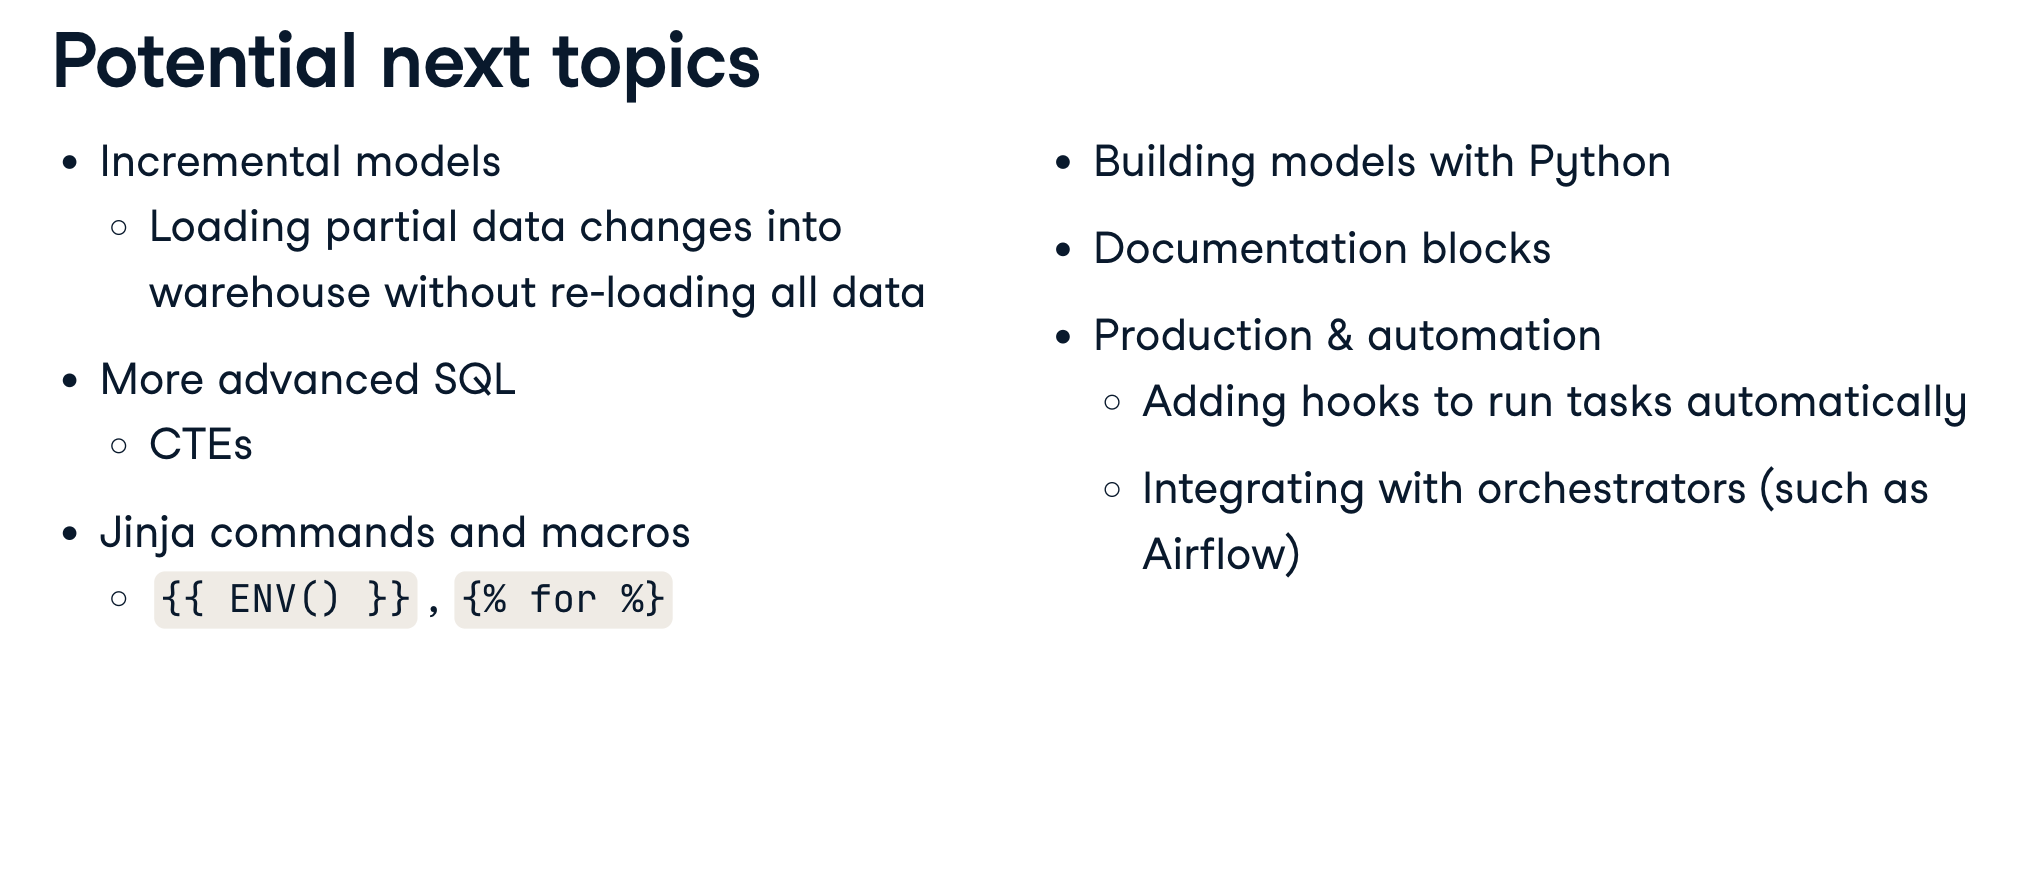 Potential next topics
• Incremental models
○ Loading partial data changes into
warehouse without re-loading all data
• More advanced SQL
○ CTEs
• Jinja commands and macros
○ {{ ENV() }} , {% for %}
• Building models with Python
• Documentation blocks
• Production & automation
○ Adding hooks to run tasks automatically
○ Integrating with orchestrators (such as
Airflow)